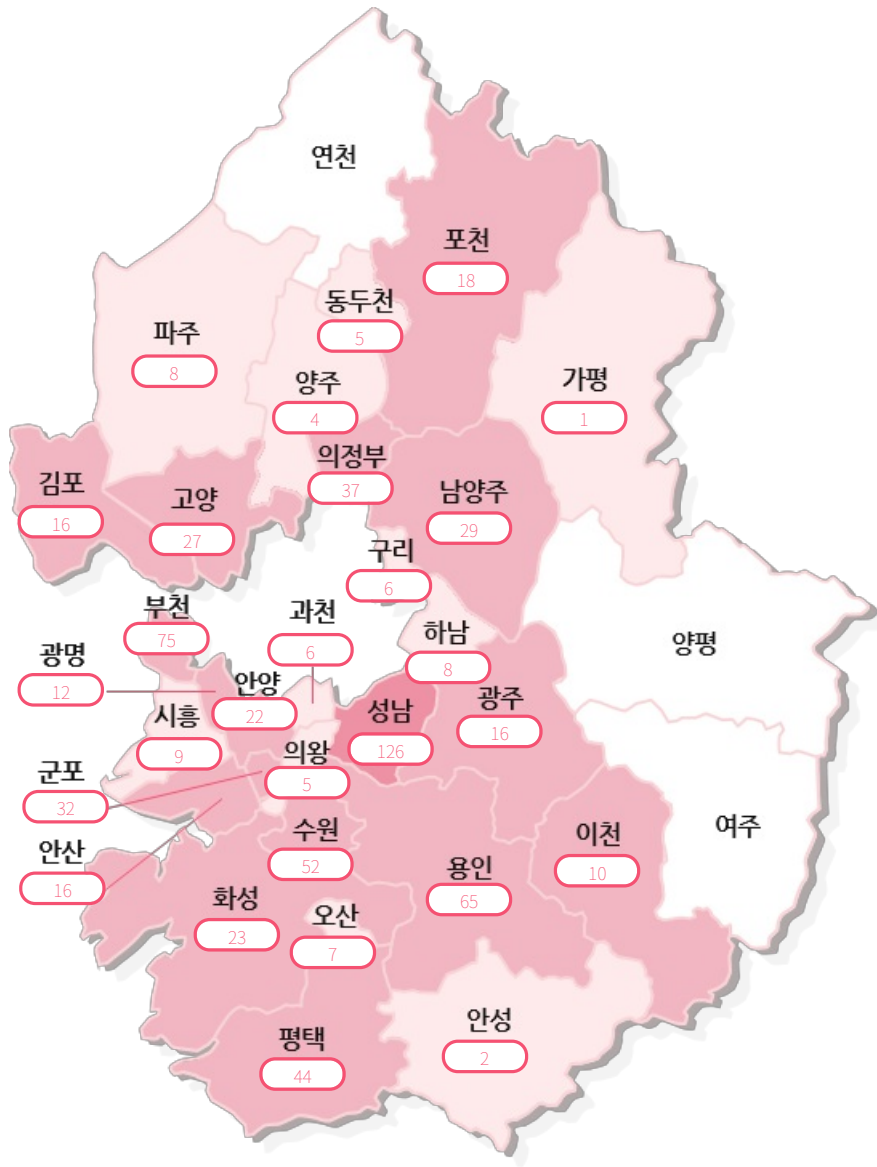 연천
포천
18
동두천
5
파주
8
양주
4
가평
1
의정부
37
김포
16
고양
27
남양주
29
구리
6
부천
75
과천
6
하남
8
양평
광명
12
안양
22
시흥
9
성남
126
광주
16
의왕
5
군포
32
수원
52
이천
10
여주
안산
16
용인
65
화성
23
오산
7
안성
2
평택
44